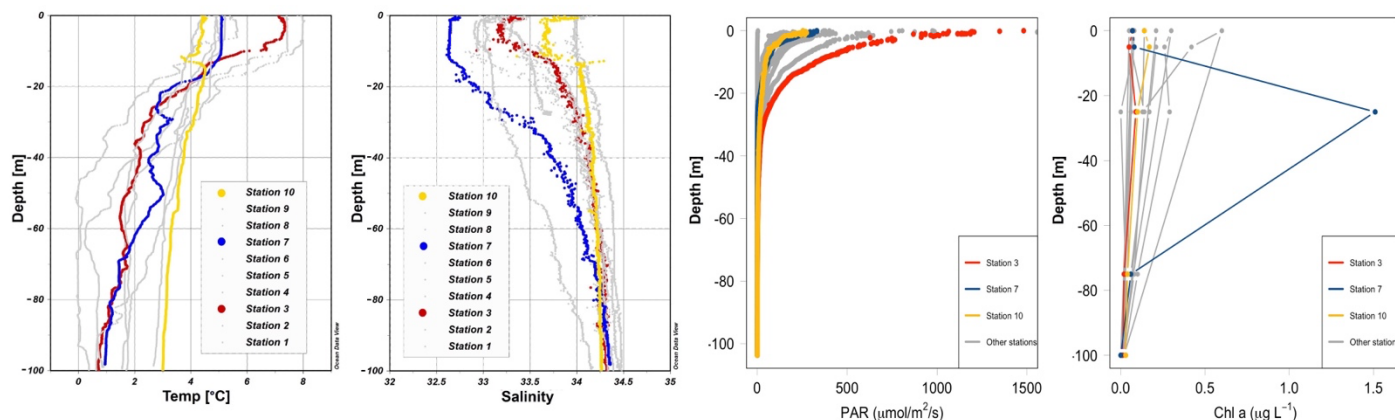 0
−20
−40
−60
−80
−100
Depth [m]
0
2
4
6
8
Temp [°C]
Station 10
Station 9
Station 8
Station 7
Station 6
Station 5
Station 4
Station 3
Station 2
Station 1
Ocean Data View
0
−20
−40
−60
−80
−100
Depth [m]
32
32.5
33
33.5
34
34.5
35
Salinity
Station 10
Station 9
Station 8
Station 7
Station 6
Station 5
Station 4
Station 3
Station 2
Station 1
Ocean Data View
0
-20
-40
-60
-80
-100
Depth [m]
0
500
1000
1500
PAR (μmol/m²/s)
Station 3
Station 7
Station 10
Other stations
0
-20
-40
-60
-80
-100
Depth [m]
0.0
0.5
1.0
1.5
Chl a (μg L⁻¹)
Station 3
Station 7
Station 10
Other stations